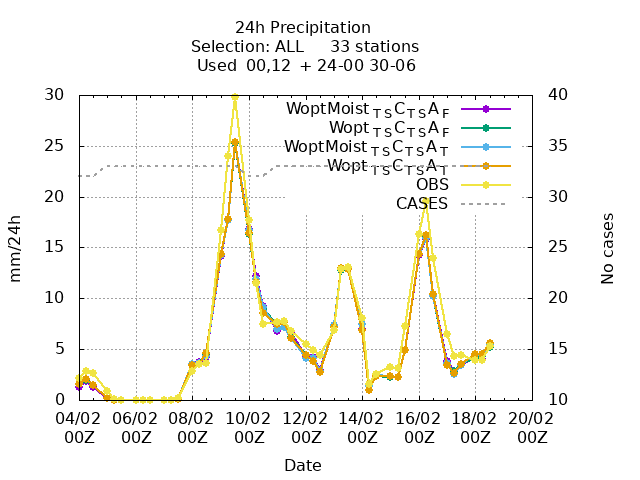 24h Precipitation
Selection: ALL 33 stations
Used 00,12 + 24-00 30-06
30 40
WoptMoist TS C TS A F
Wopt TS C TS A F
25 35
WoptMoist TS C TS A T
Wopt TS C TS A T
OBS
20 30
CASES
15 25
10 20
5 15
0 10
mm/24h
No cases
04/02 06/02 08/02 10/02 12/02 14/02 16/02 18/02 20/02
00Z 00Z 00Z 00Z 00Z 00Z 00Z 00Z 00Z
Date